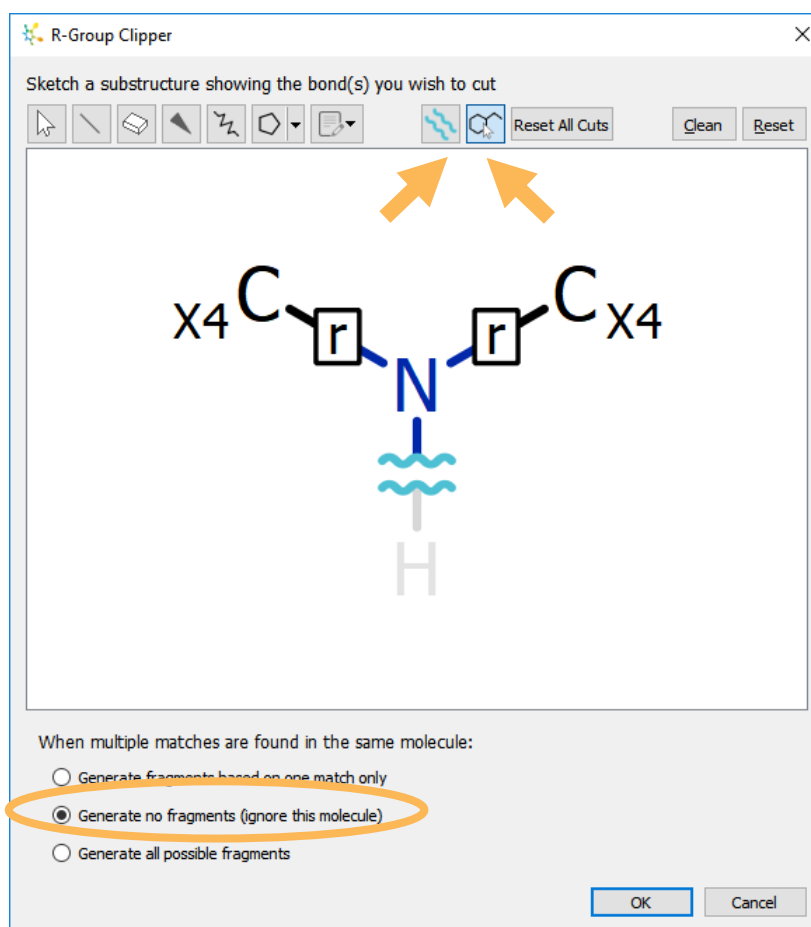 R-Group Clipper
Sketch a substructure showing the bond(s) you wish to cut
Reset All Cuts Clean Reset
X4 C C X4
r r
N
H
When multiple matches are found in the same molecule:
Generate fragments based on one match only
Generate no fragments (ignore this molecule)
Generate all possible fragments
OK Cancel